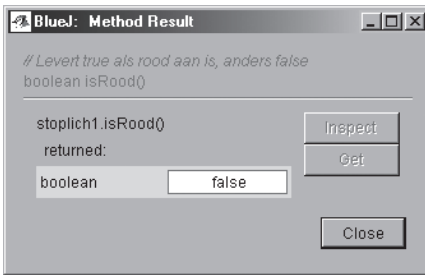 BlueJ: Method Result
// Levert true als rood aan is, anders false
boolean isRood()
stoplich1.isRood()
returned:
boolean false
Inspect
Get
Close